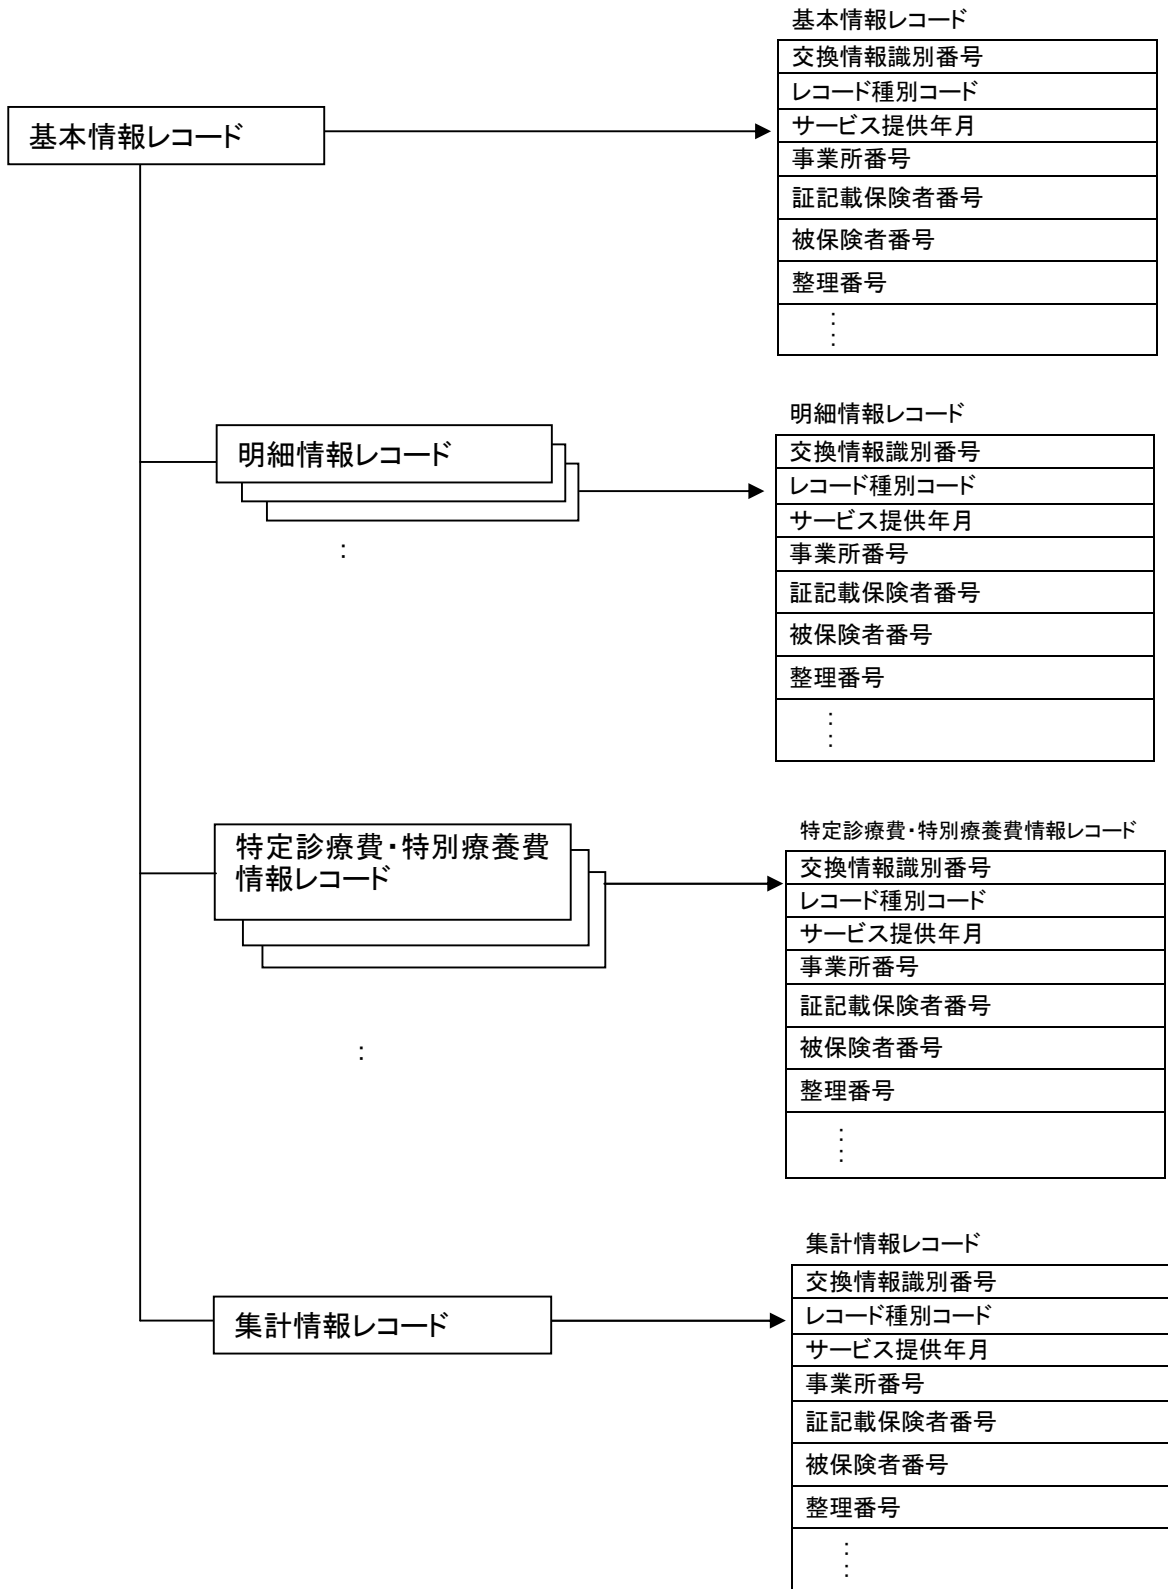 基本情報レコード
基本情報レコード
交換情報識別番号
レコード種別コード
サービス提供年月
事業所番号
証記載保険者番号
被保険者番号
整理番号
：
：
明細情報レコード
：
明細情報レコード
交換情報識別番号
レコード種別コード
サービス提供年月
事業所番号
証記載保険者番号
被保険者番号
整理番号
：
：
特定診療費・特別療養費
情報レコード
：
特定診療費・特別療養費情報レコード
交換情報識別番号
レコード種別コード
サービス提供年月
事業所番号
証記載保険者番号
被保険者番号
整理番号
：
：
集計情報レコード
集計情報レコード
交換情報識別番号
レコード種別コード
サービス提供年月
事業所番号
証記載保険者番号
被保険者番号
整理番号
：
：